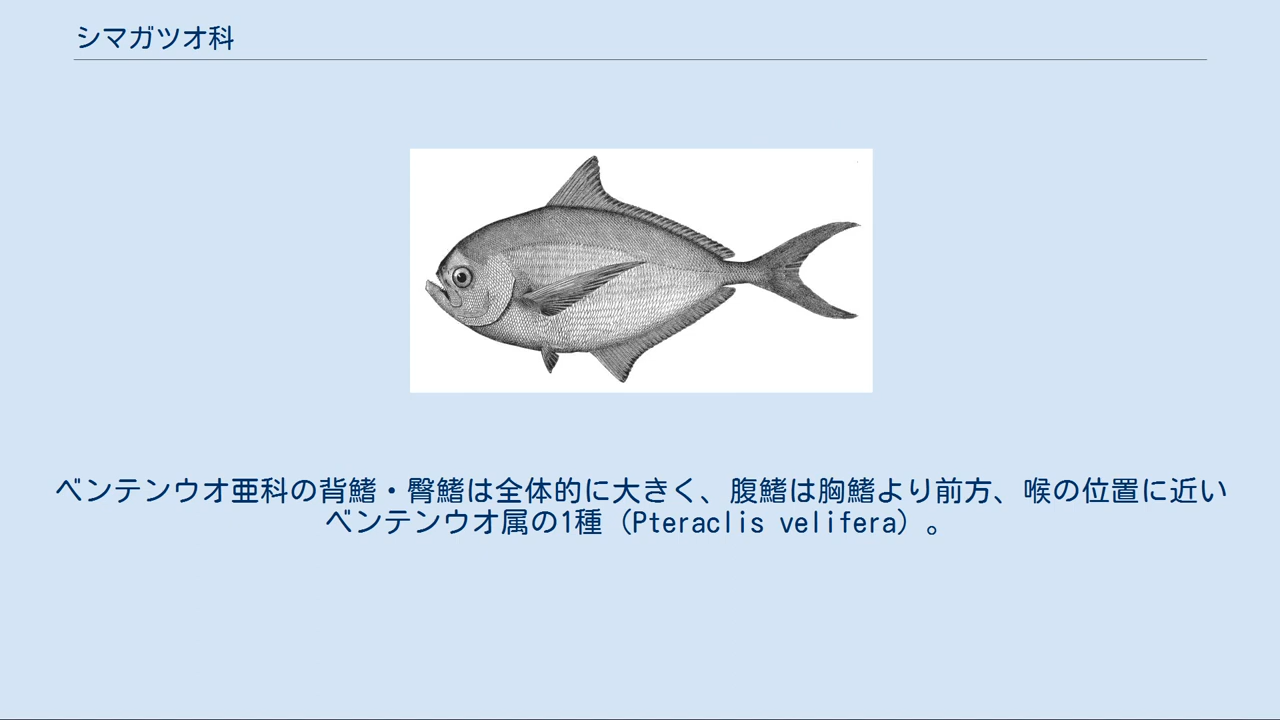 シマガツオ科
ベンテンウオ亜科の背鰭・臀鰭は全体的に大きく、腹鰭は胸鰭より前方、喉の位置に近い
ベンテンウオ属の1種（Pteraclis velifera）。